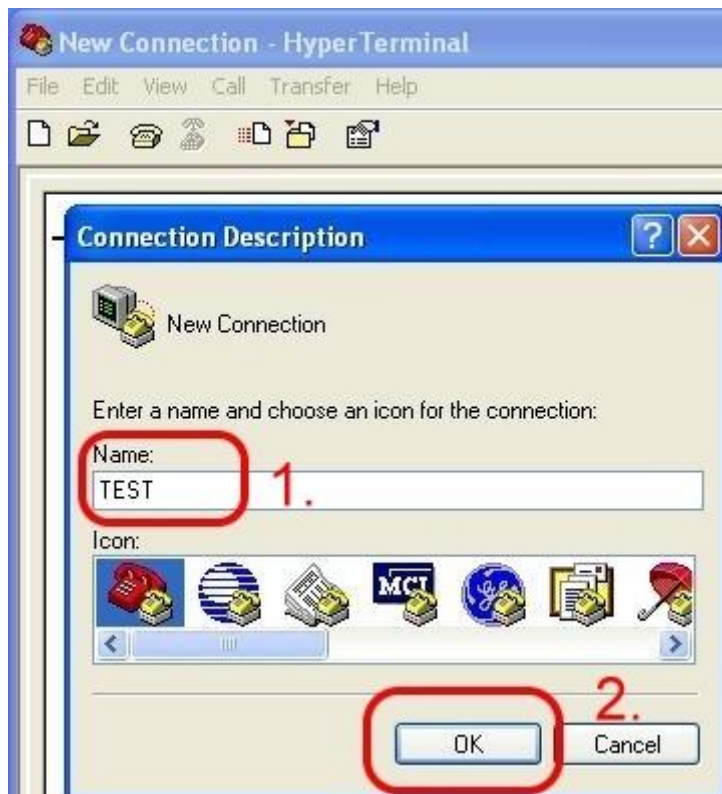 New Connection - HyperTerminal
File Edit View Call Transfer Help
Connection Description
New Connection
Enter a name and choose an icon for the connection:
Name:
TEST
1.
Icon:
MCI
2.
OK Cancel